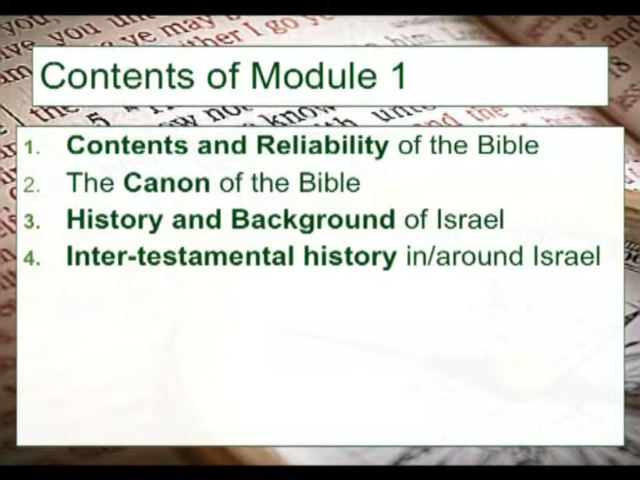 Contents of Module 1
1. Contents and Reliability of the Bible
2. The Canon of the Bible
3. History and Background of Israel
4. Inter-testamental history in/around Israel